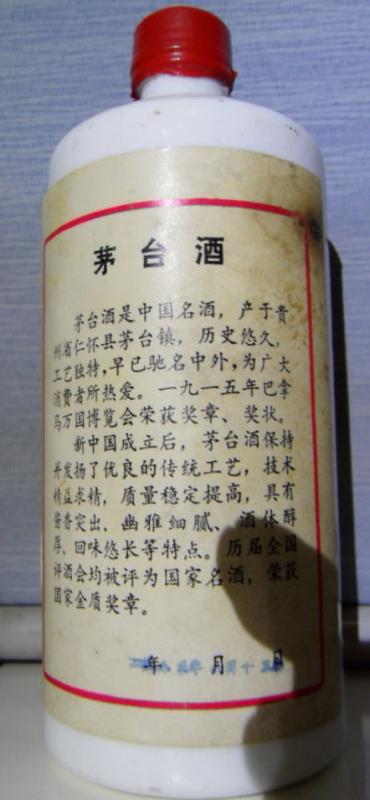 茅台酒
茅台酒是中国名酒，产于贵
州省仁怀县茅台镇，历史悠久，
工艺独特，早已驰名中外，为广大
消费者所热爱。一九一五年巴拿
马万国博览会荣获奖章、奖状。
新中国成立后，茅台酒保持
并发扬了优良的传统工艺，技术
精益求精，质量稳定提高，具有
酱香突出、幽雅细腻、酒体醇
厚、回味悠长等特点。历届全国
评酒会均被评为国家名酒，荣获
国家金质奖章。
年 月 日